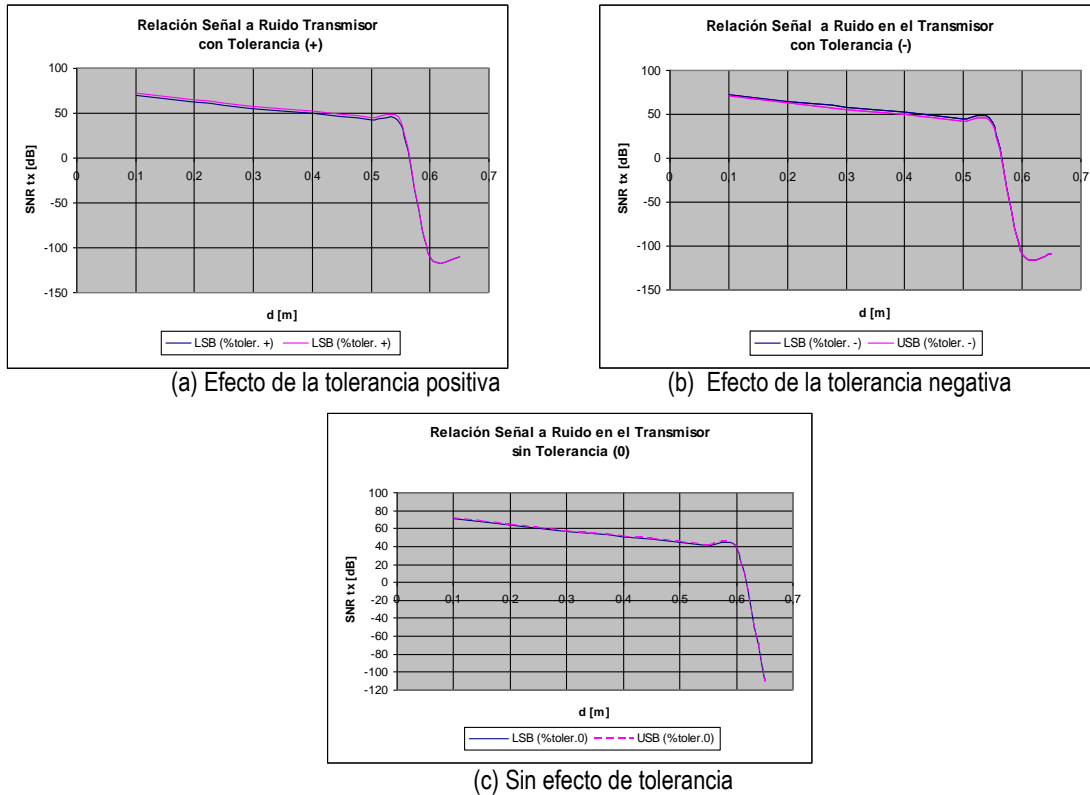 Relación Señal a Ruido Transmisor
con Tolerancia (+)
100
50
0
-50
-100
-150
0 0.1 0.2 0.3 0.4 0.5 0.6 0.7
SNR tx [dB]
d [m]
LSB (%toler. +) LSB (%toler. +)
(a) Efecto de la tolerancia positiva
Relación Señal a Ruido en el Transmisor
con Tolerancia (-)
100
50
0
-50
-100
-150
0 0.1 0.2 0.3 0.4 0.5 0.6 0.7
SNR tx [dB]
d [m]
LSB (%toler. -) USB (%toler. -)
(b) Efecto de la tolerancia negativa
Relación Señal a Ruido en el Transmisor
sin Tolerancia (0)
100
80
60
40
20
0
-20
-40
-60
-80
-100
-120
0 0.1 0.2 0.3 0.4 0.5 0.6 0.7
SNR tx [dB]
d [m]
LSB (%toler.0) USB (%toler.0)
(c) Sin efecto de tolerancia